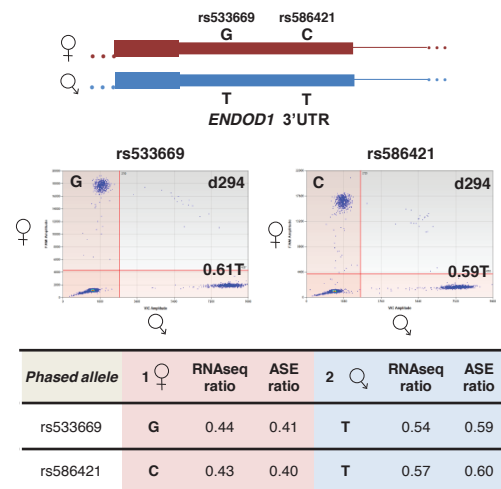 rs533669 rs586421
G C
T T
ENDOD1 3'UTR
rs533669 rs586421
G d294 C d294
0.61T 0.59T
Phased allele 1 ♀ RNAseq ratio ASE ratio 2 ♂ RNAseq ratio ASE ratio
rs533669 G 0.44 0.41 T 0.54 0.59
rs586421 C 0.43 0.40 T 0.57 0.60